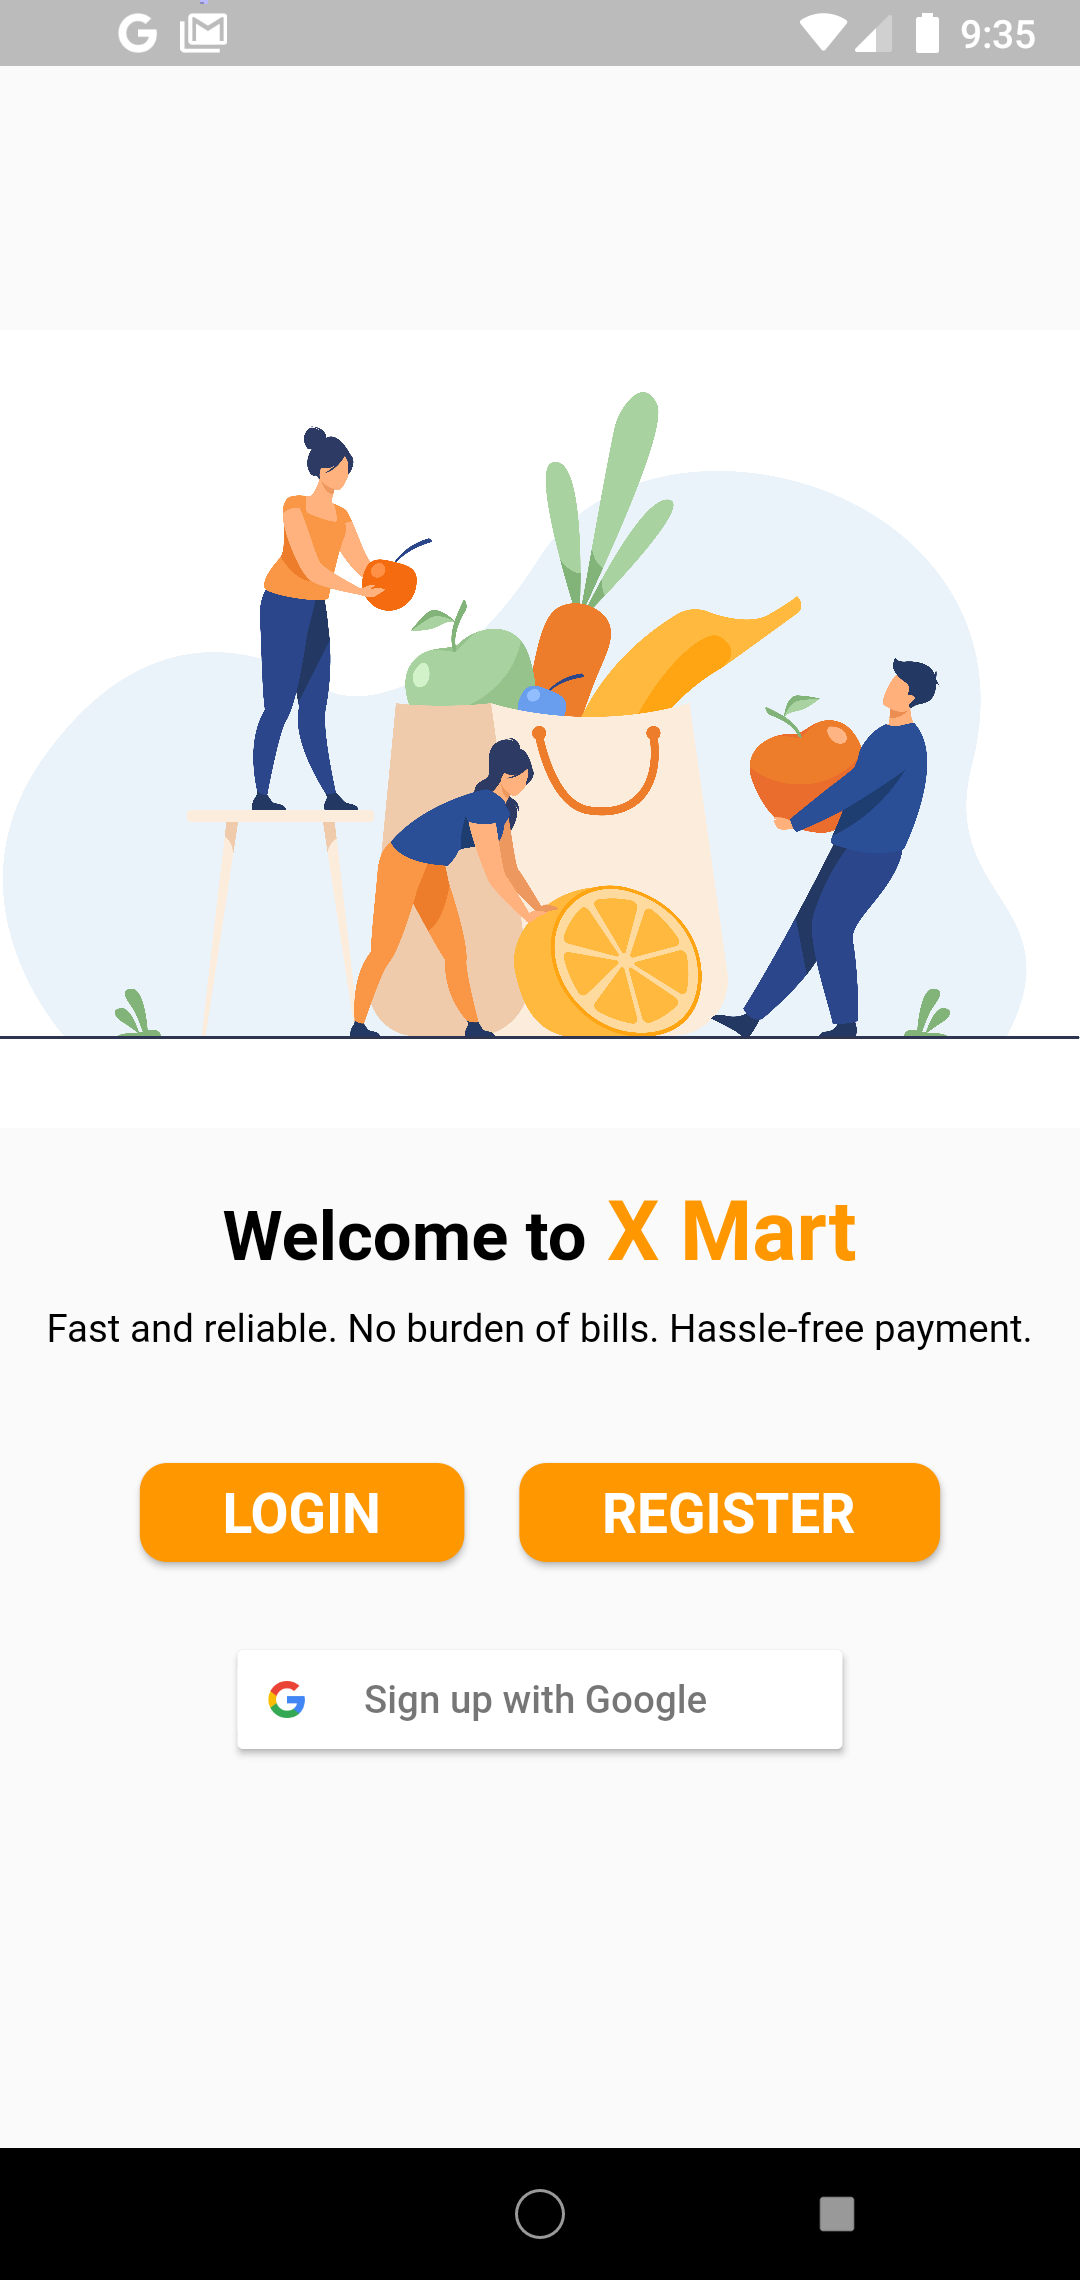 9:35
Welcome to X Mart
Fast and reliable. No burden of bills. Hassle-free payment.
LOGIN
REGISTER
Sign up with Google